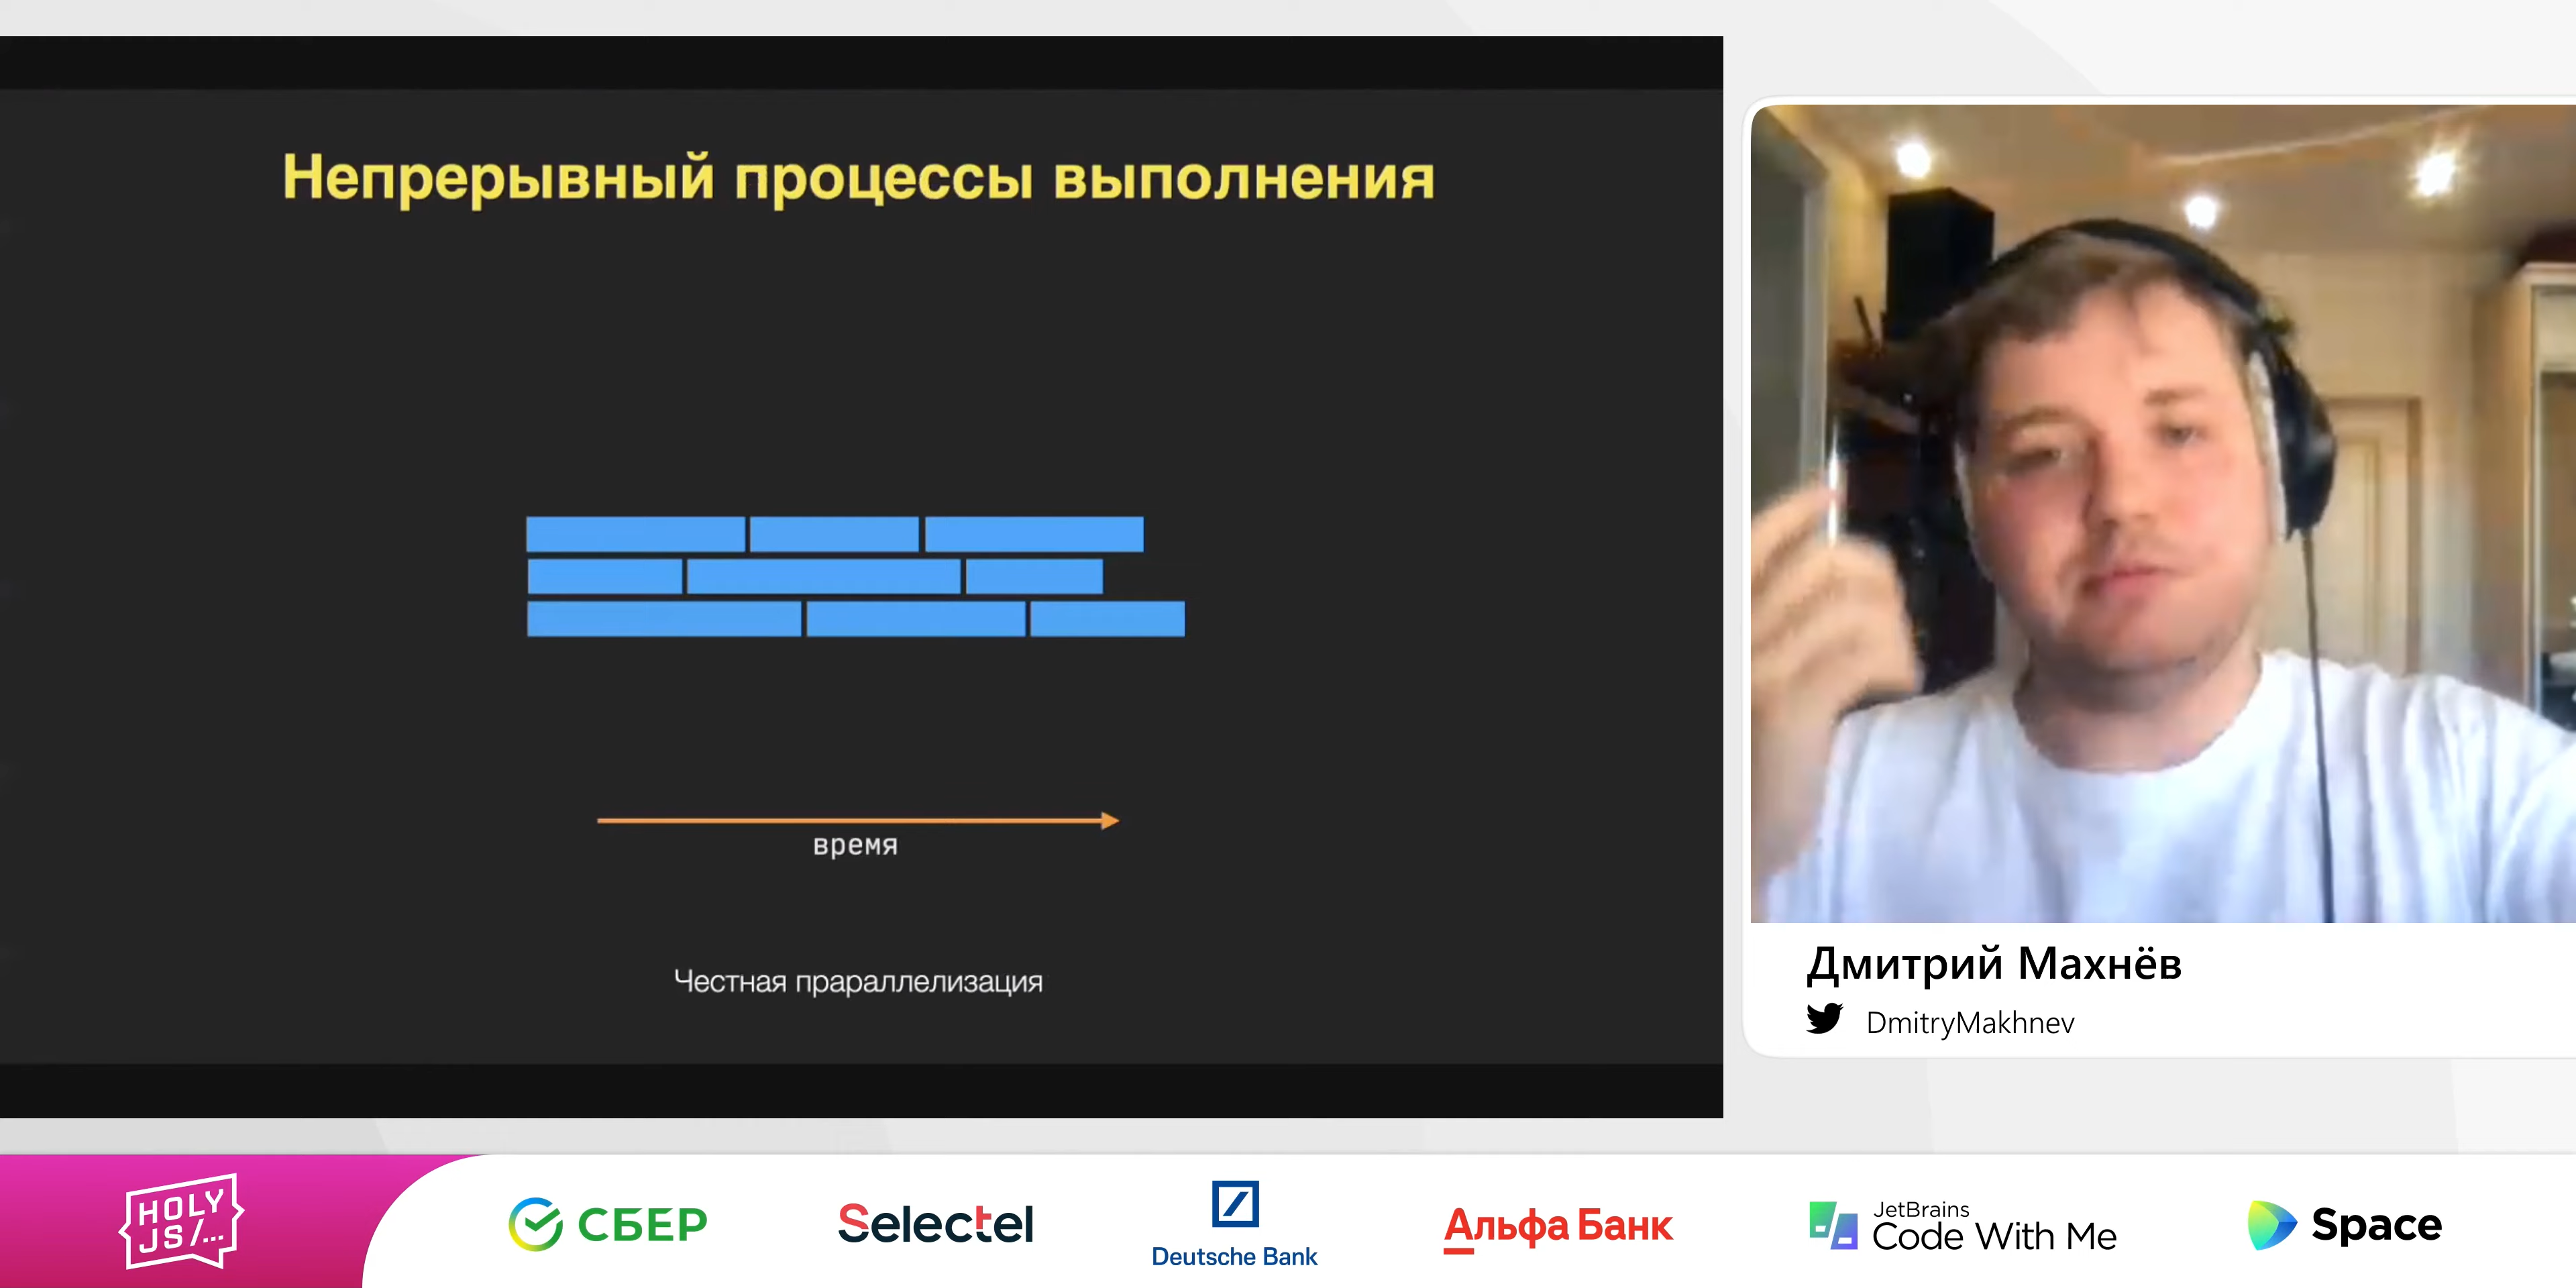 Непрерывный процессы выполнения
время
Честная прараллелизация
Дмитрий Махнёв
DmitryMakhnev
HOLY
JS/...
СБЕР
Selectel
Deutsche Bank
Альфа Банк
JetBrains
Code With Me
Space